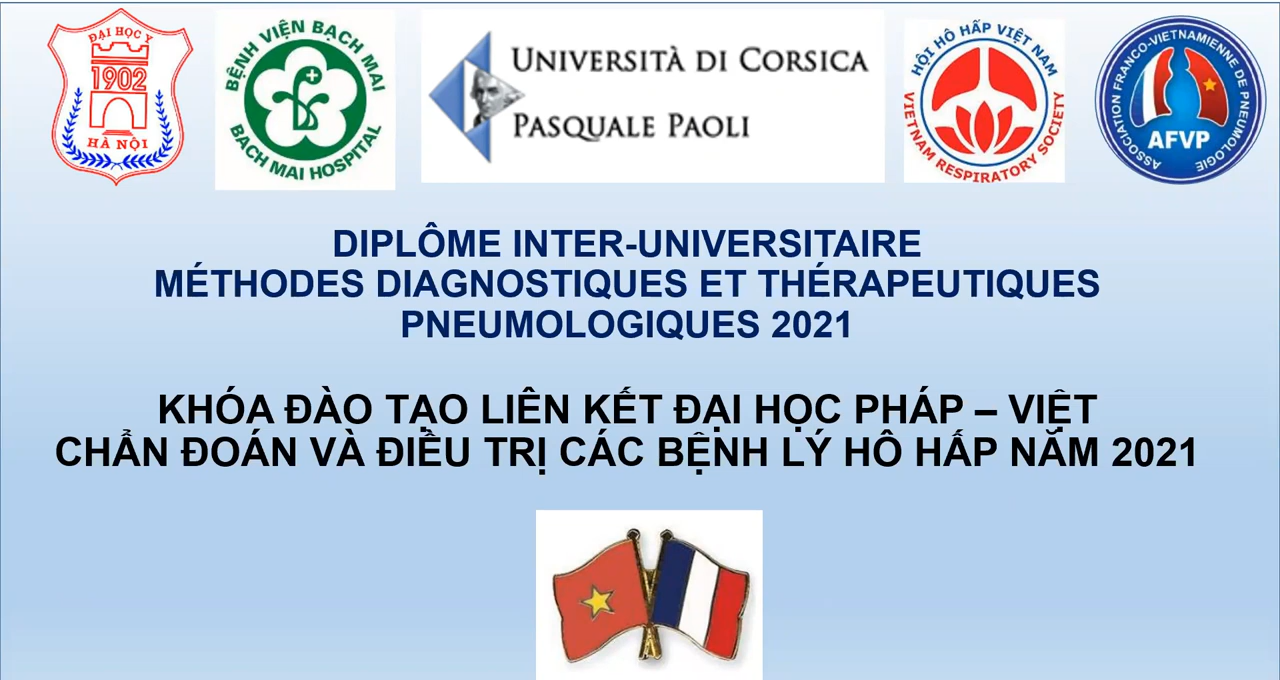 ĐẠI HỌC Y
1902
HÀ NỘI
BỆNH VIỆN BẠCH MAI
BACH MAI HOSPITAL
UNIVERSITÀ DI CORSICA
PASQUALE PAOLI
HỘI HÔ HẤP VIỆT NAM
VIETNAM RESPIRATORY SOCIETY
ASSOCIATION FRANCO-VIETNAMIENNE DE PNEUMOLOGIE
AFVP
DIPLÔME INTER-UNIVERSITAIRE
MÉTHODES DIAGNOSTIQUES ET THÉRAPEUTIQUES
PNEUMOLOGIQUES 2021
KHÓA ĐÀO TẠO LIÊN KẾT ĐẠI HỌC PHÁP – VIỆT
CHẨN ĐOÁN VÀ ĐIỀU TRỊ CÁC BỆNH LÝ HÔ HẤP NĂM 2021